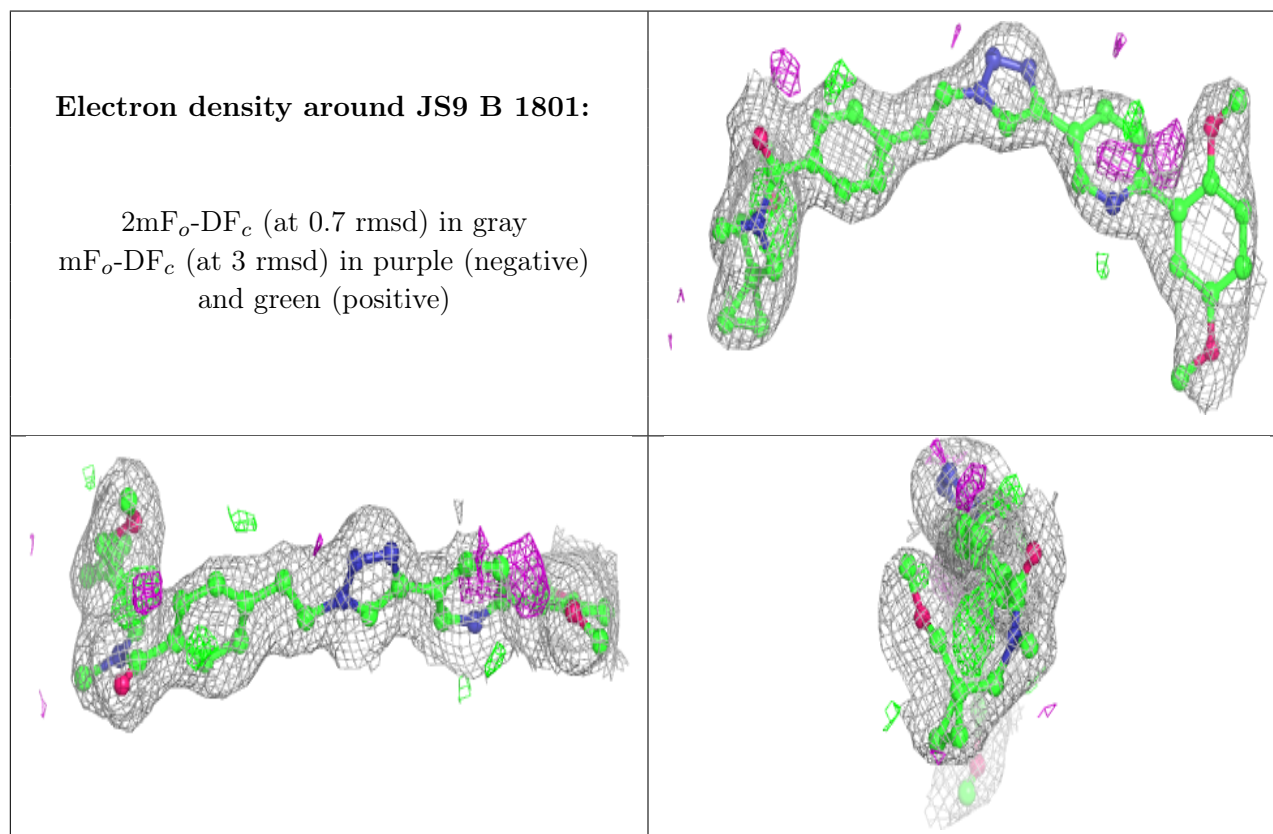 Electron density around JS9 B 1801:
2mFo-DFc (at 0.7 rmsd) in gray
mFo-DFc (at 3 rmsd) in purple (negative)
and green (positive)